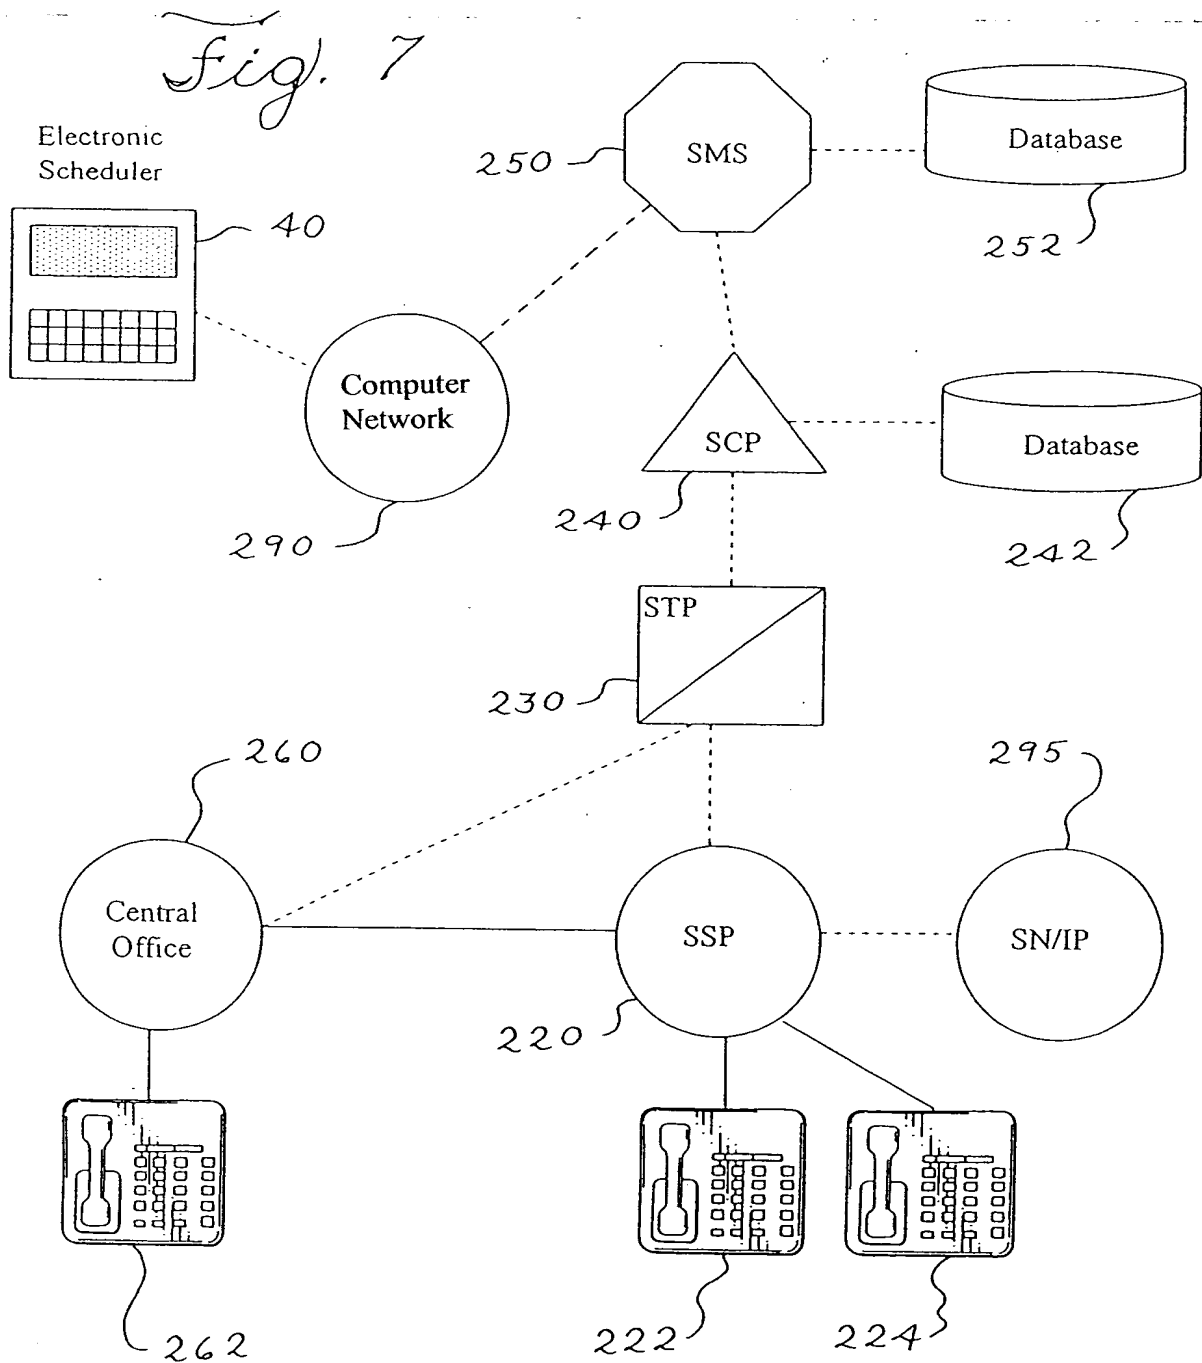 Fig. 7
Electronic
Scheduler
40
250
SMS
Database
252
Computer
Network
290
SCP
240
Database
242
STP
230
260
295
Central
Office
SSP
220
SN/IP
262
222
224